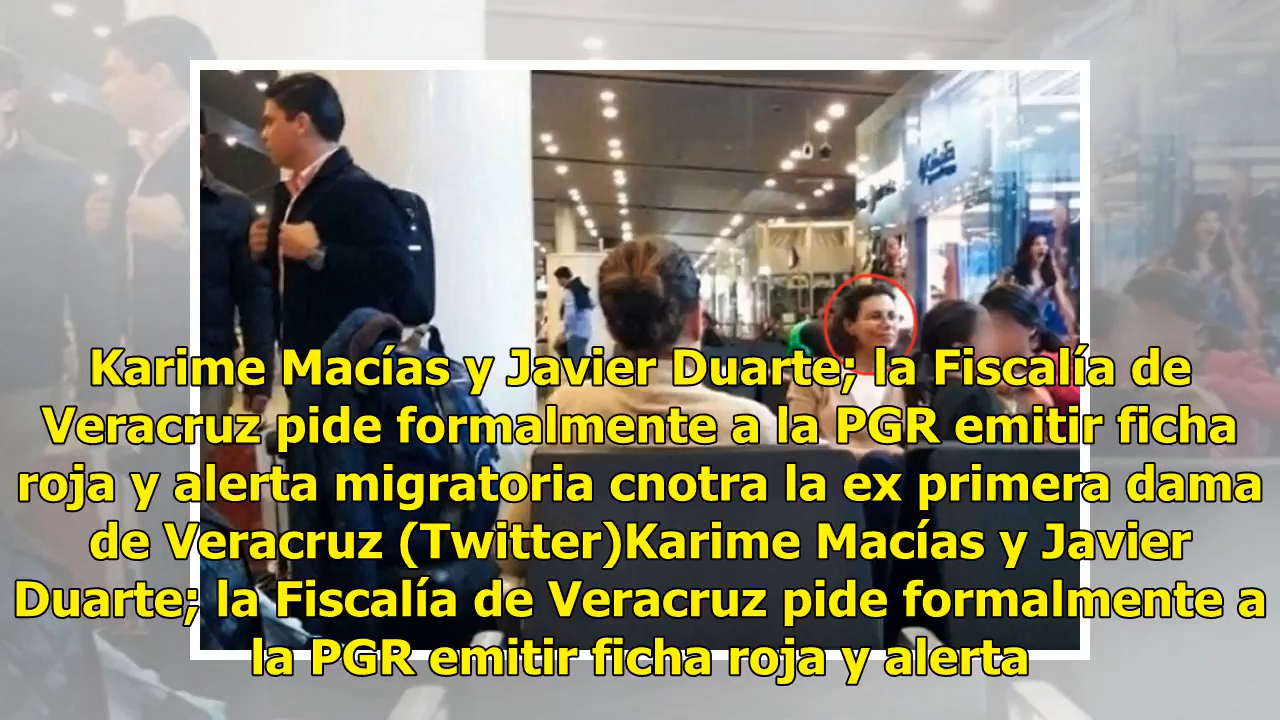 Karime Macías y Javier Duarte; la Fiscalía de
Veracruz pide formalmente a la PGR emitir ficha
roja y alerta migratoria cnotra la ex primera dama
de Veracruz (Twitter)Karime Macías y Javier
Duarte; la Fiscalía de Veracruz pide formalmente a
la PGR emitir ficha roja y alerta